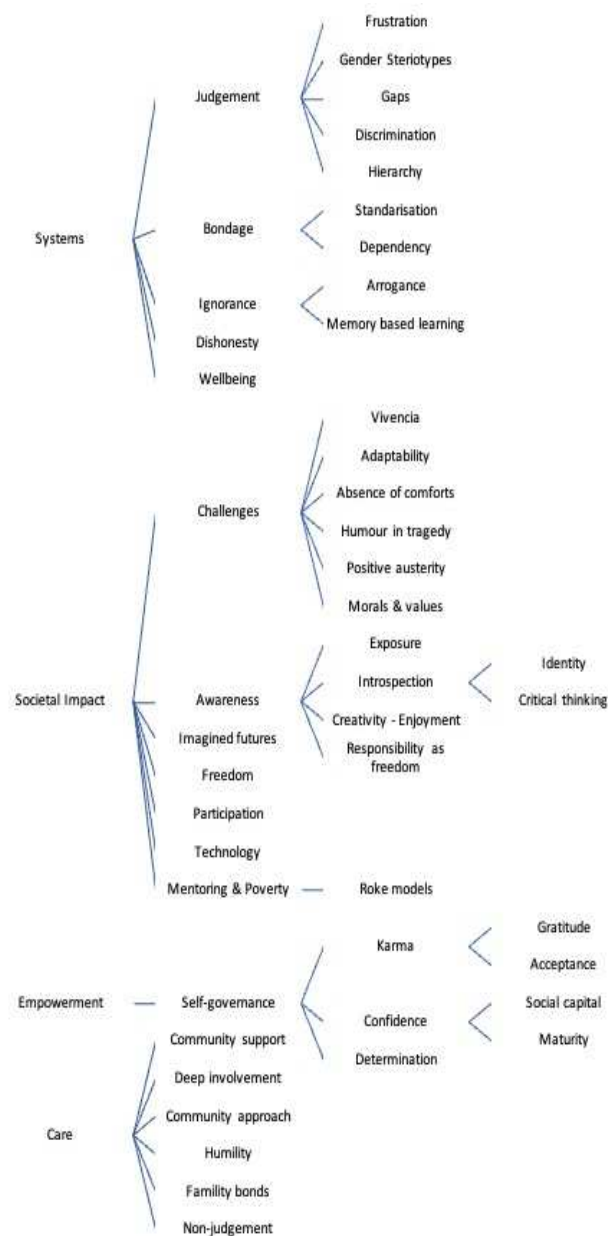 Frustration
Gender Steriotypes
Judgement
Gaps
Discrimination
Hierarchy
Standarisation
Systems
Bondage
Dependency
Arrogance
Ignorance
Memory based learning
Dishonesty
Wellbeing
Vivencia
Adaptability
Absence of comforts
Challenges
Humour in tragedy
Positive austerity
Morals & values
Exposure
Identity
Introspection
Societal Impact
Awareness
Critical thinking
Creativity - Enjoyment
Imagined futures
Responsibility as
freedom
Freedom
Participation
Technology
Mentoring & Poverty
Roke models
Gratitude
Karma
Acceptance
Empowerment
Self-governance
Social capital
Confidence
Community support
Maturity
Determination
Deep involvement
Community approach
Care
Humility
Famility bonds
Non-judgement